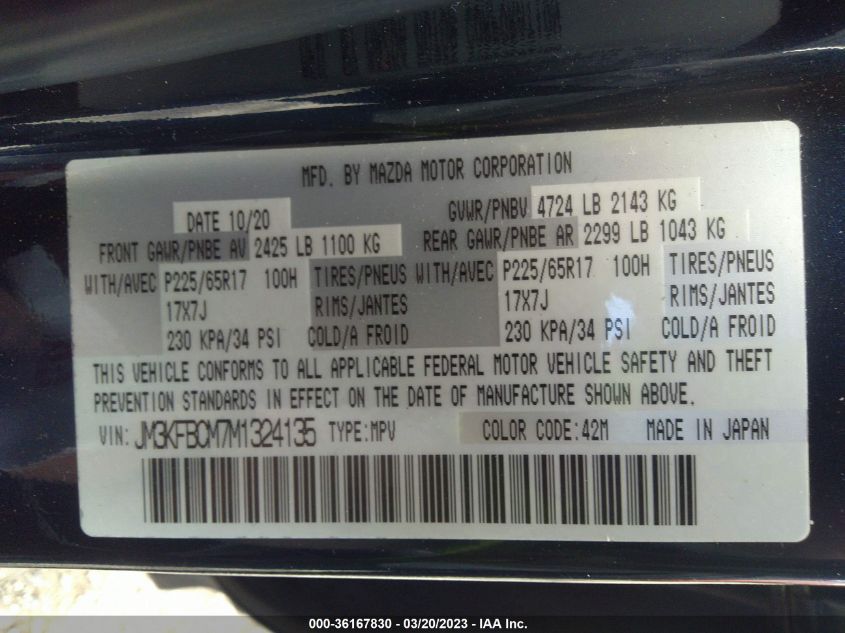 MFD. BY MAZDA MOTOR CORPORATION
DATE 10/20 GVWR/PNBV 4724 LB 2143 KG
FRONT GAWR/PNBE AV 2425 LB 1100 KG REAR GAWR/PNBE AR 2299 LB 1043 KG
WITH/AVEC P225/65R17 100H TIRES/PNEUS WITH/AVEC P225/65R17 100H TIRES/PNEUS
17X7J RIMS/JANTES 17X7J RIMS/JANTES
230 KPA/34 PSI COLD/A FROID 230 KPA/34 PSI COLD/A FROID
THIS VEHICLE CONFORMS TO ALL APPLICABLE FEDERAL MOTOR VEHICLE SAFETY AND THEFT
PREVENTION STANDARDS IN EFFECT ON THE DATE OF MANUFACTURE SHOWN ABOVE.
VIN: JM3KFBCM7M1324135 TYPE:MPV COLOR CODE:42M MADE IN JAPAN
000-36167830 - 03/20/2023 - IAA Inc.